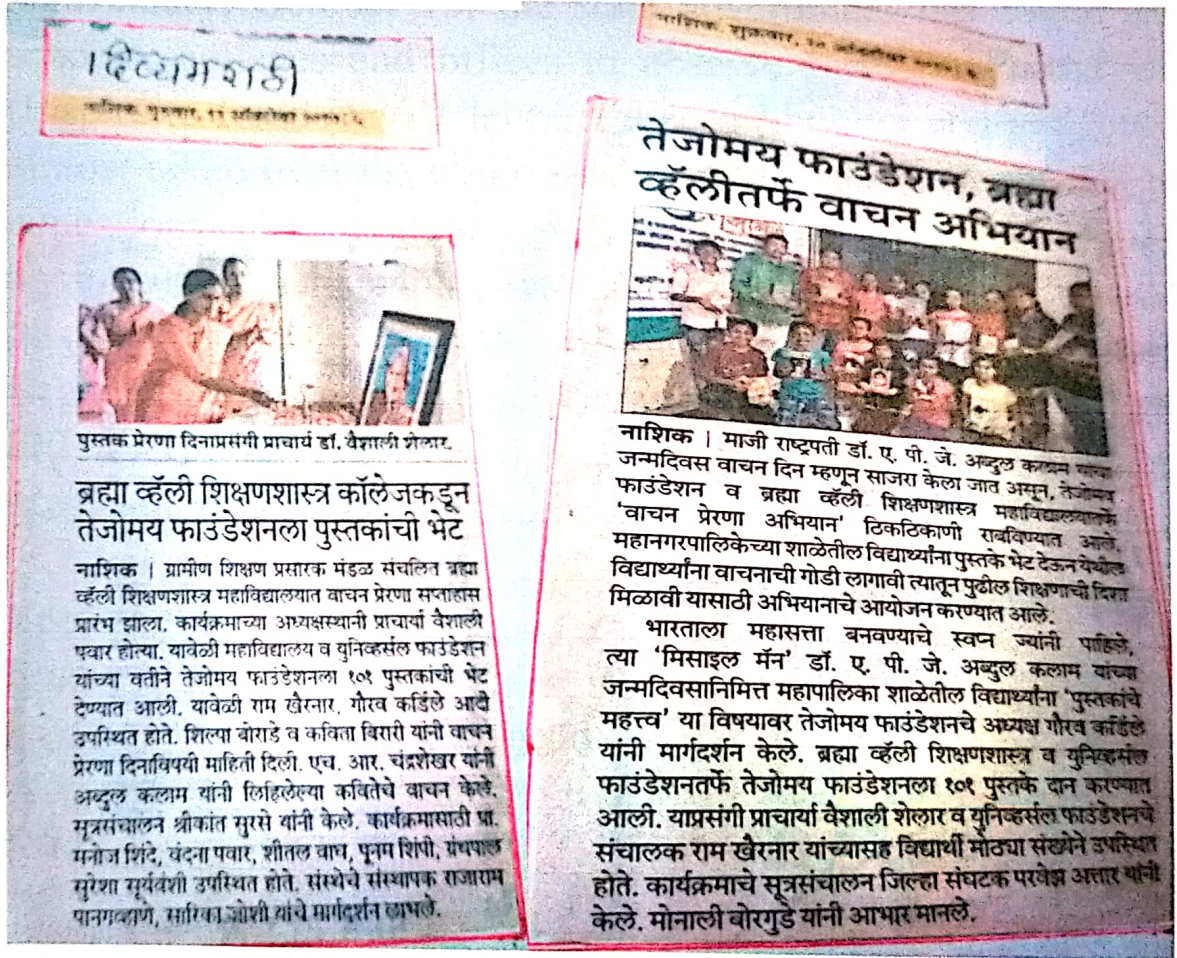 दिव्यमराठी
नाशिक, गुरुवार, ११ ऑक्टोबर
पुस्तक प्रेरणा दिनाप्रसंगी प्राचार्य डॉ. वैशाली शेलार.
ब्रह्मा व्हॅली शिक्षणशास्त्र कॉलेजकडून
तेजोमय फाउंडेशनला पुस्तकांची भेट
नाशिक | ग्रामीण शिक्षण प्रसारक मंडळ संचलित ब्रह्मा
व्हॅली शिक्षणशास्त्र महाविद्यालयात वाचन प्रेरणा सप्ताहास
प्रारंभ झाला. कार्यक्रमाच्या अध्यक्षस्थानी प्राचार्या वैशाली
पवार होत्या. यावेळी महाविद्यालय व युनिव्हर्सल फाउंडेशन
यांच्या वतीने तेजोमय फाउंडेशनला १०१ पुस्तकांची भेट
देण्यात आली. यावेळी राम खैरनार, गौरव कर्डिले आदी
उपस्थित होते. शिल्पा बोराडे व कविता बिरारी यांनी वाचन
प्रेरणा दिनाविषयी माहिती दिली. एच. आर. चंद्रशेखर यांनी
अब्दुल कलाम यांनी लिहिलेल्या कवितेचे वाचन केले.
सूत्रसंचालन श्रीकांत सुरसे यांनी केले. कार्यक्रमासाठी प्रा.
मनोज शिंदे, वंदना पवार, शीतल वाघ, पूनम शिंपी, ग्रंथपाल
सुरेशा सूर्यवंशी उपस्थित होते. संस्थेचे संस्थापक राजाराम
पानगव्हाणे, सारिका जोशी यांचे मार्गदर्शन लाभले.
नाशिक, शुक्रवार,
तेजोमय फाउंडेशन, ब्रह्मा
व्हॅलीतर्फे वाचन अभियान
नाशिक | माजी राष्ट्रपती डॉ. ए. पी. जे. अब्दुल कलाम यांचा
जन्मदिवस वाचन दिन म्हणून साजरा केला जात असून, तेजोमय
फाउंडेशन व ब्रह्मा व्हॅली शिक्षणशास्त्र महाविद्यालयातर्फे
'वाचन प्रेरणा अभियान' ठिकठिकाणी राबविण्यात आले.
महानगरपालिकेच्या शाळेतील विद्यार्थ्यांना पुस्तके भेट देऊन येथील
विद्यार्थ्यांना वाचनाची गोडी लागावी त्यातून पुढील शिक्षणाची दिशा
मिळावी यासाठी अभियानाचे आयोजन करण्यात आले.
भारताला महासत्ता बनवण्याचे स्वप्न ज्यांनी पाहिले,
त्या 'मिसाइल मॅन' डॉ. ए. पी. जे. अब्दुल कलाम यांच्या
जन्मदिवसानिमित्त महापालिका शाळेतील विद्यार्थ्यांना 'पुस्तकांचे
महत्त्व' या विषयावर तेजोमय फाउंडेशनचे अध्यक्ष गौरव कर्डिले
यांनी मार्गदर्शन केले. ब्रह्मा व्हॅली शिक्षणशास्त्र व युनिव्हर्सल
फाउंडेशनतर्फे तेजोमय फाउंडेशनला १०१ पुस्तके दान करण्यात
आली. याप्रसंगी प्राचार्या वैशाली शेलार व युनिव्हर्सल फाउंडेशनचे
संचालक राम खैरनार यांच्यासह विद्यार्थी मोठ्या संख्येने उपस्थित
होते. कार्यक्रमाचे सूत्रसंचालन जिल्हा संघटक परवेझ अत्तार यांनी
केले. मोनाली बोरगुडे यांनी आभार मानले.